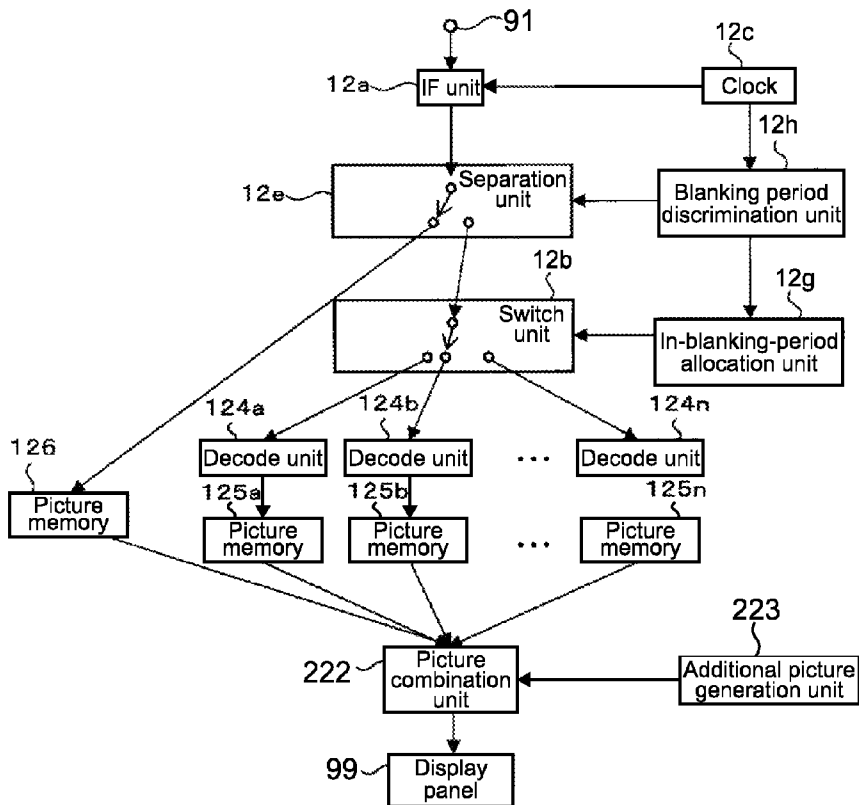 91
12c
12a
IF unit
Clock
12h
12e
Separation
unit
Blanking period
discrimination unit
12b
12g
Switch
unit
In-blanking-period
allocation unit
124a
124b
124n
126
Decode unit
Decode unit
...
Decode unit
125a
125b
125n
Picture
memory
Picture
memory
Picture
memory
...
Picture
memory
223
222
Picture
combination
unit
Additional picture
generation unit
99
Display
panel